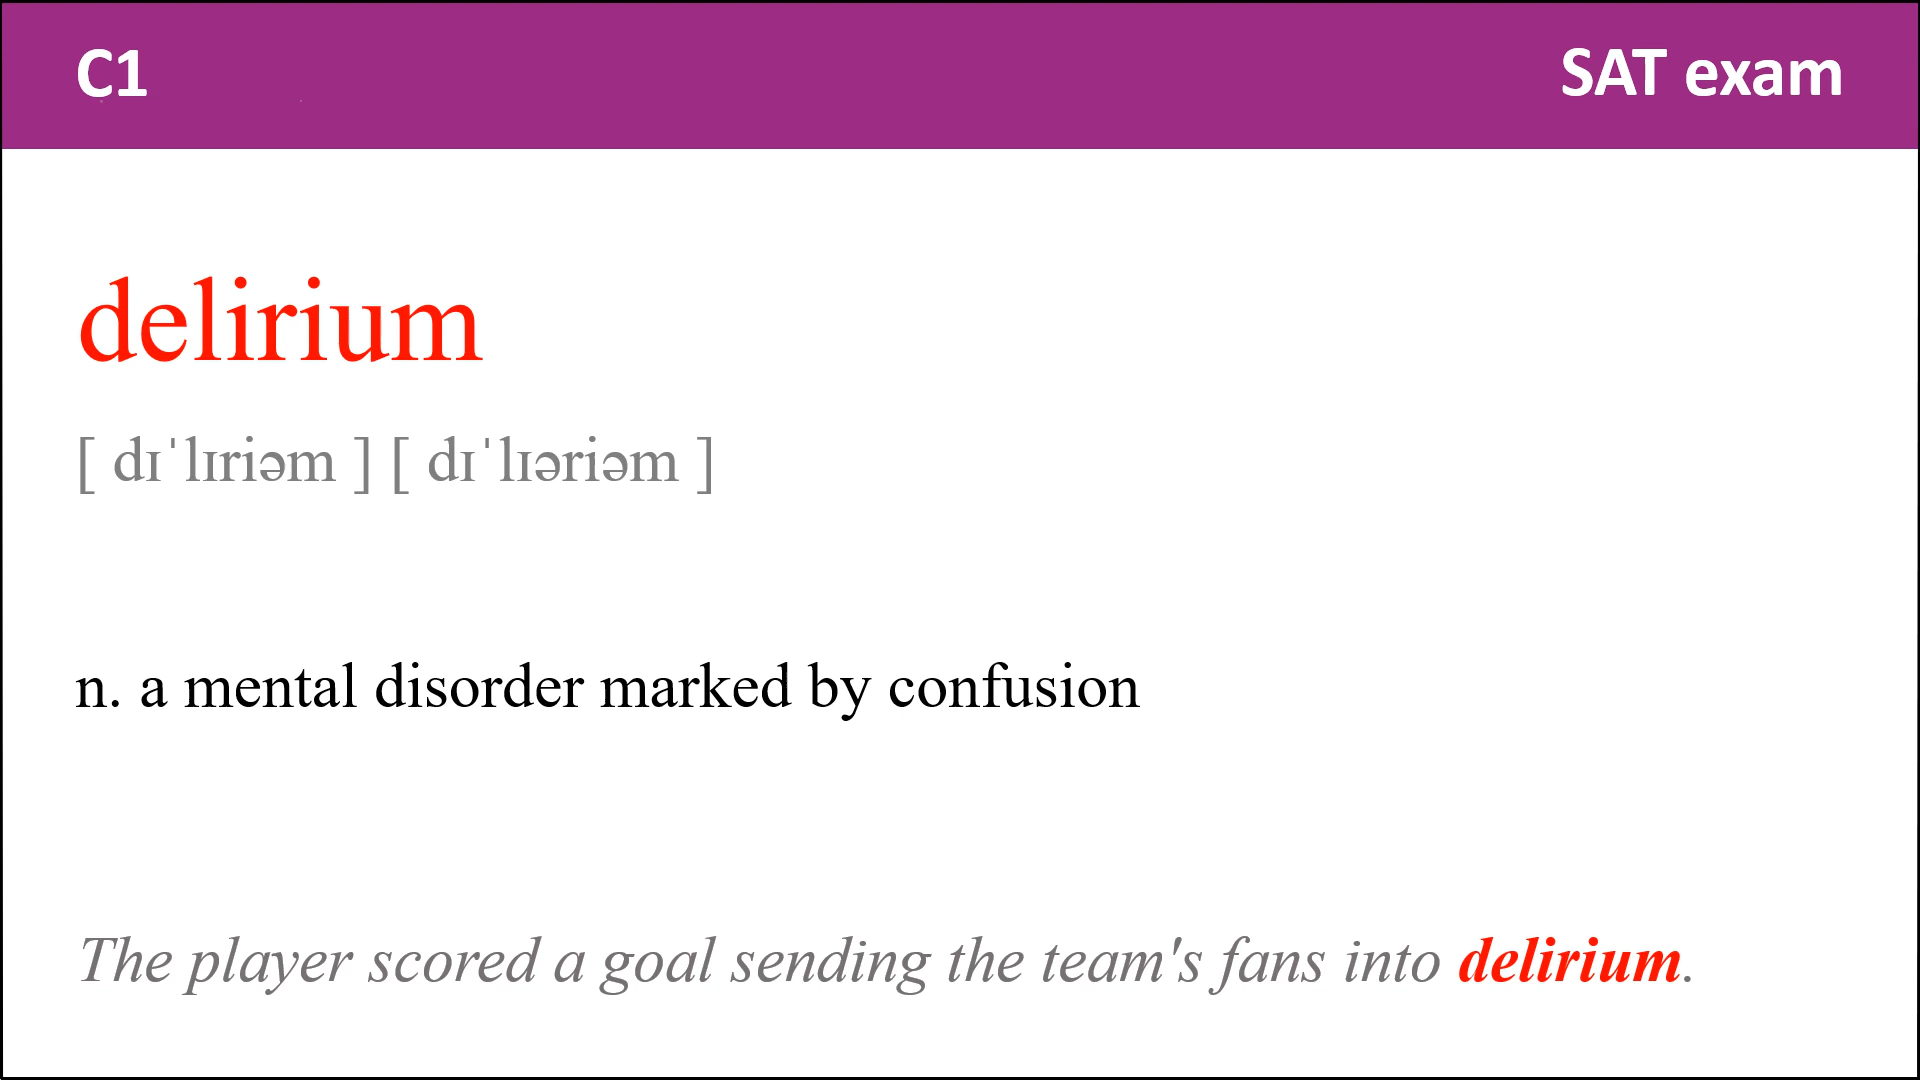 C1 SAT exam
delirium
[ dɪˈlɪriəm ] [ dɪˈlɪəriəm ]
n. a mental disorder marked by confusion
The player scored a goal sending the team's fans into delirium.